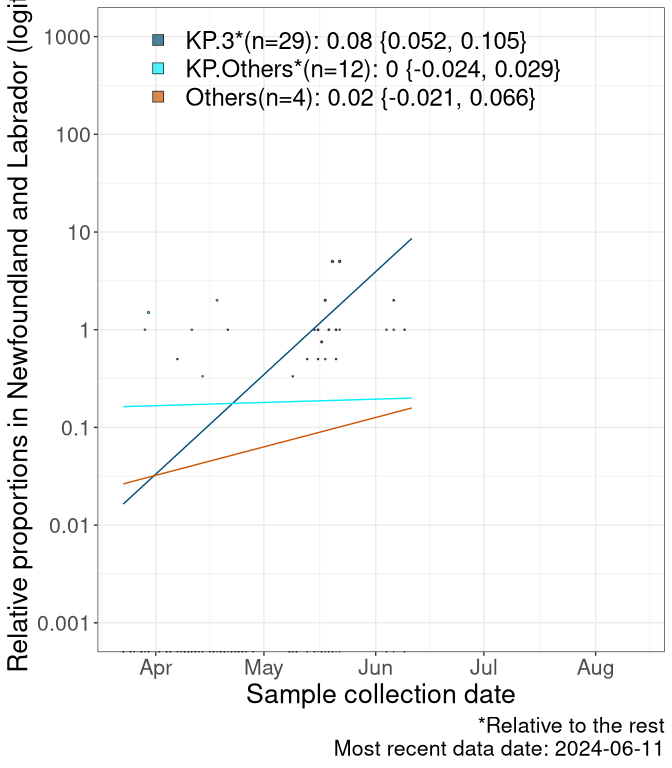 Relative proportions in Newfoundland and Labrador (logit
1000
100
10
1
0.1
0.01
0.001
KP.3*(n=29): 0.08 {0.052, 0.105}
KP.Others*(n=12): 0 {-0.024, 0.029}
Others(n=4): 0.02 {-0.021, 0.066}
Apr May Jun Jul Aug
Sample collection date
*Relative to the rest
Most recent data date: 2024-06-11